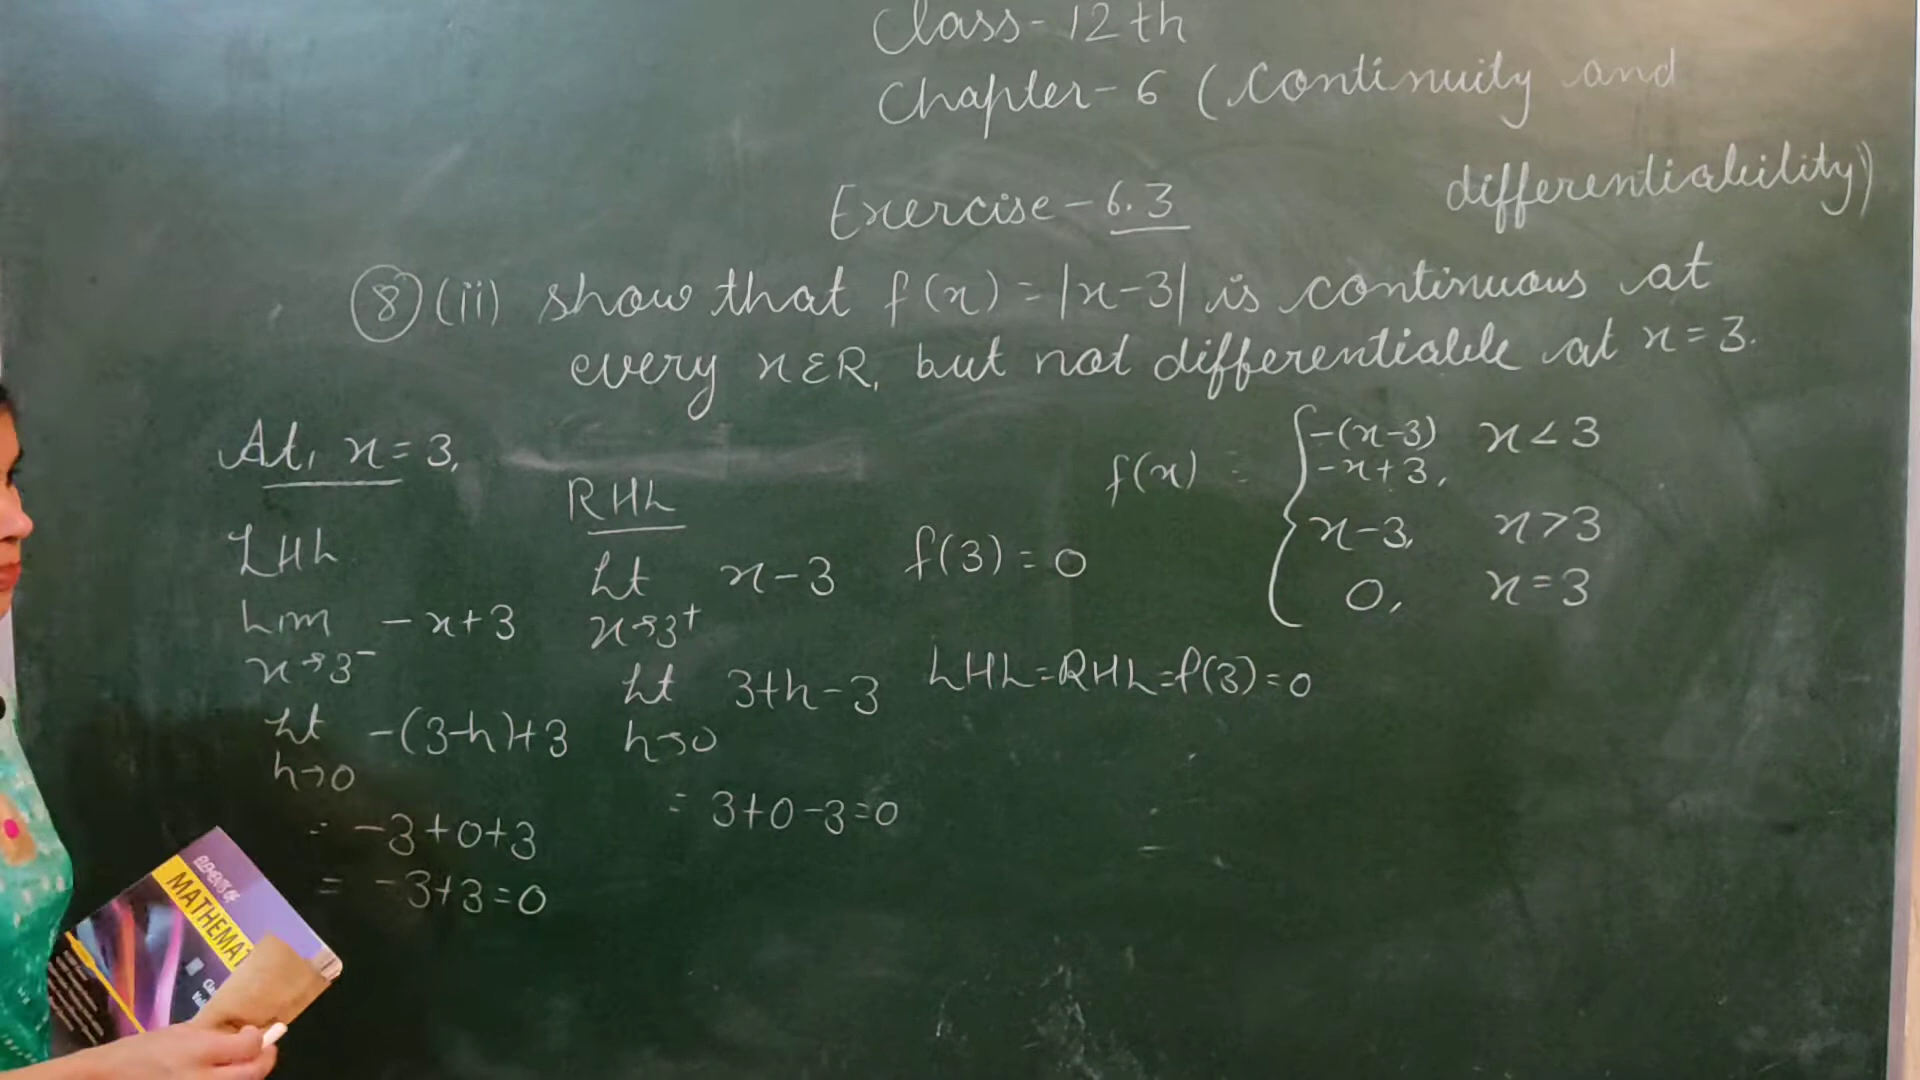 Class-12th
Chapter-6 (Continuity and
differentiability)
Exercise-6.3
(8)(ii) show that f(x)=|x-3| is continuous at
every xεR, but not differentiable at x=3.
At, x=3,
LHL
Lim -x+3
x→3⁻
Lt -(3-h)+3
h→0
= -3+0+3
= -3+3=0
RHL
Lt x-3
x→3⁺
Lt 3+h-3
h→0
= 3+0-3=0
f(3)=0
LHL=RHL=f(3)=0
f(x) = { -(x-3) x<3
-x+3,
x-3, x>3
0, x=3
ELEMENTS OF
MATHEMAT